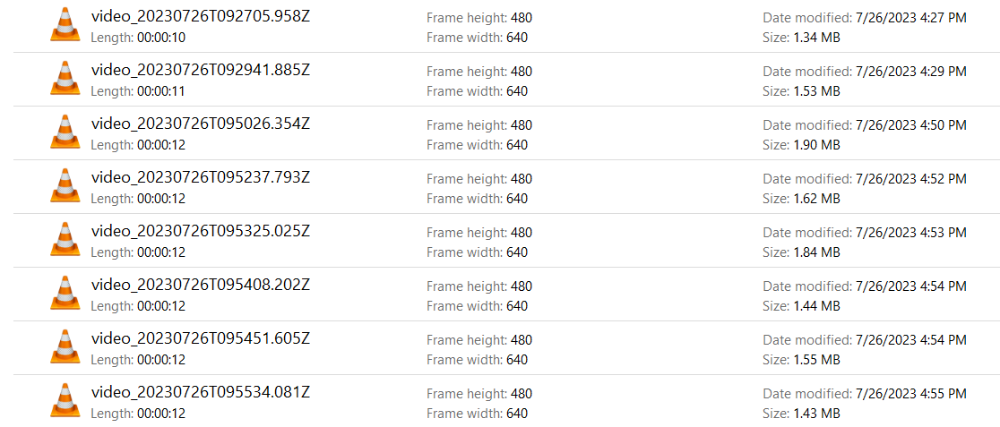 video_20230726T092705.958Z Frame height: 480 Date modified: 7/26/2023 4:27 PM
Length: 00:00:10 Frame width: 640 Size: 1.34 MB
video_20230726T092941.885Z Frame height: 480 Date modified: 7/26/2023 4:29 PM
Length: 00:00:11 Frame width: 640 Size: 1.53 MB
video_20230726T095026.354Z Frame height: 480 Date modified: 7/26/2023 4:50 PM
Length: 00:00:12 Frame width: 640 Size: 1.90 MB
video_20230726T095237.793Z Frame height: 480 Date modified: 7/26/2023 4:52 PM
Length: 00:00:12 Frame width: 640 Size: 1.62 MB
video_20230726T095325.025Z Frame height: 480 Date modified: 7/26/2023 4:53 PM
Length: 00:00:12 Frame width: 640 Size: 1.84 MB
video_20230726T095408.202Z Frame height: 480 Date modified: 7/26/2023 4:54 PM
Length: 00:00:12 Frame width: 640 Size: 1.44 MB
video_20230726T095451.605Z Frame height: 480 Date modified: 7/26/2023 4:54 PM
Length: 00:00:12 Frame width: 640 Size: 1.55 MB
video_20230726T095534.081Z Frame height: 480 Date modified: 7/26/2023 4:55 PM
Length: 00:00:12 Frame width: 640 Size: 1.43 MB